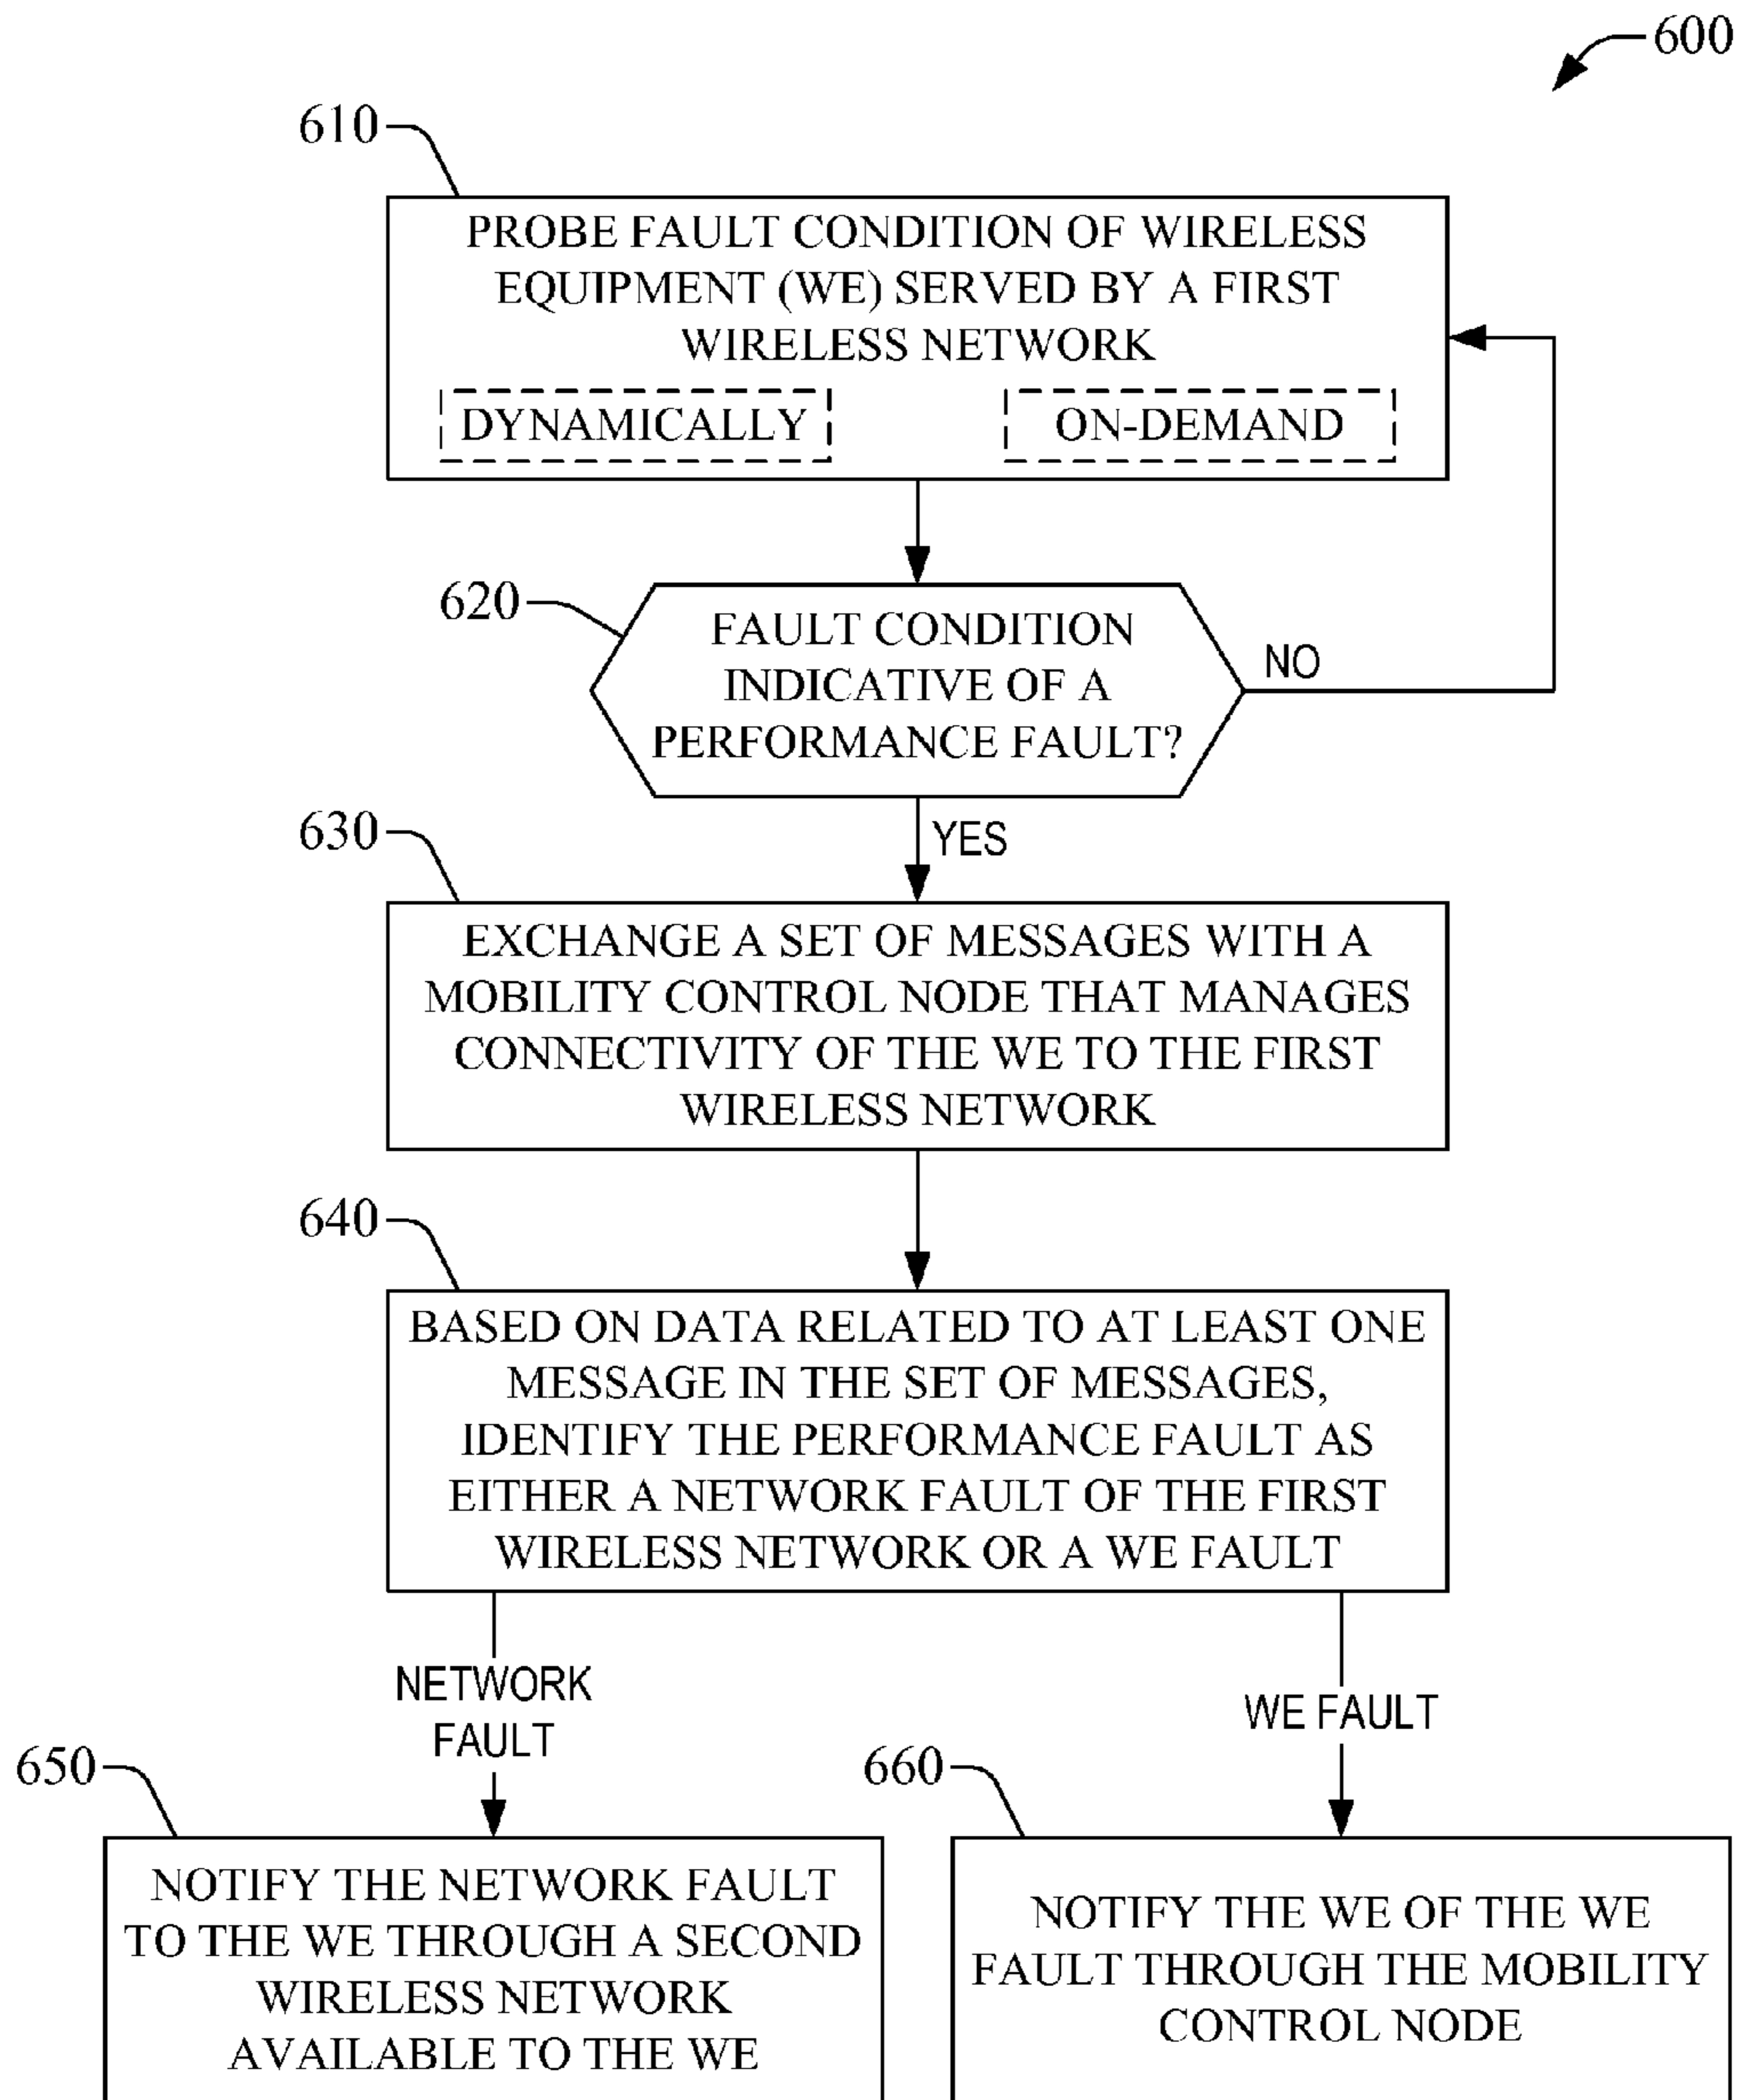 600
610
PROBE FAULT CONDITION OF WIRELESS
EQUIPMENT (WE) SERVED BY A FIRST
WIRELESS NETWORK
DYNAMICALLY
ON-DEMAND
620
FAULT CONDITION
INDICATIVE OF A
PERFORMANCE FAULT?
NO
YES
630
EXCHANGE A SET OF MESSAGES WITH A
MOBILITY CONTROL NODE THAT MANAGES
CONNECTIVITY OF THE WE TO THE FIRST
WIRELESS NETWORK
640
BASED ON DATA RELATED TO AT LEAST ONE
MESSAGE IN THE SET OF MESSAGES,
IDENTIFY THE PERFORMANCE FAULT AS
EITHER A NETWORK FAULT OF THE FIRST
WIRELESS NETWORK OR A WE FAULT
NETWORK
FAULT
WE FAULT
650
NOTIFY THE NETWORK FAULT
TO THE WE THROUGH A SECOND
WIRELESS NETWORK
AVAILABLE TO THE WE
660
NOTIFY THE WE OF THE WE
FAULT THROUGH THE MOBILITY
CONTROL NODE